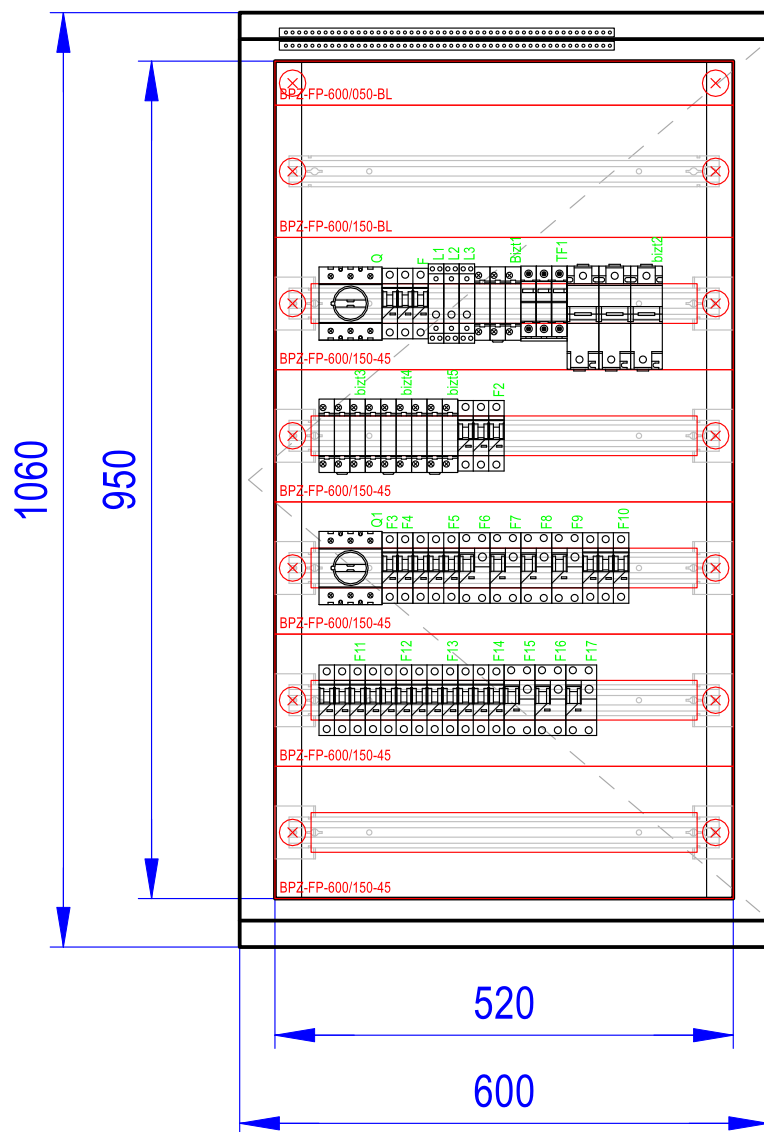 BPZ-FP-600/050-BL
BPZ-FP-600/150-BL
Q F L1 L2 L3 Bizt1 TF1 bizt2
BPZ-FP-600/150-45
bizt3 bizt4 bizt5 F2
BPZ-FP-600/150-45
Q1 F3 F4 F5 F6 F7 F8 F9 F10
BPZ-FP-600/150-45
F11 F12 F13 F14 F15 F16 F17
BPZ-FP-600/150-45
BPZ-FP-600/150-45
1060
950
520
600